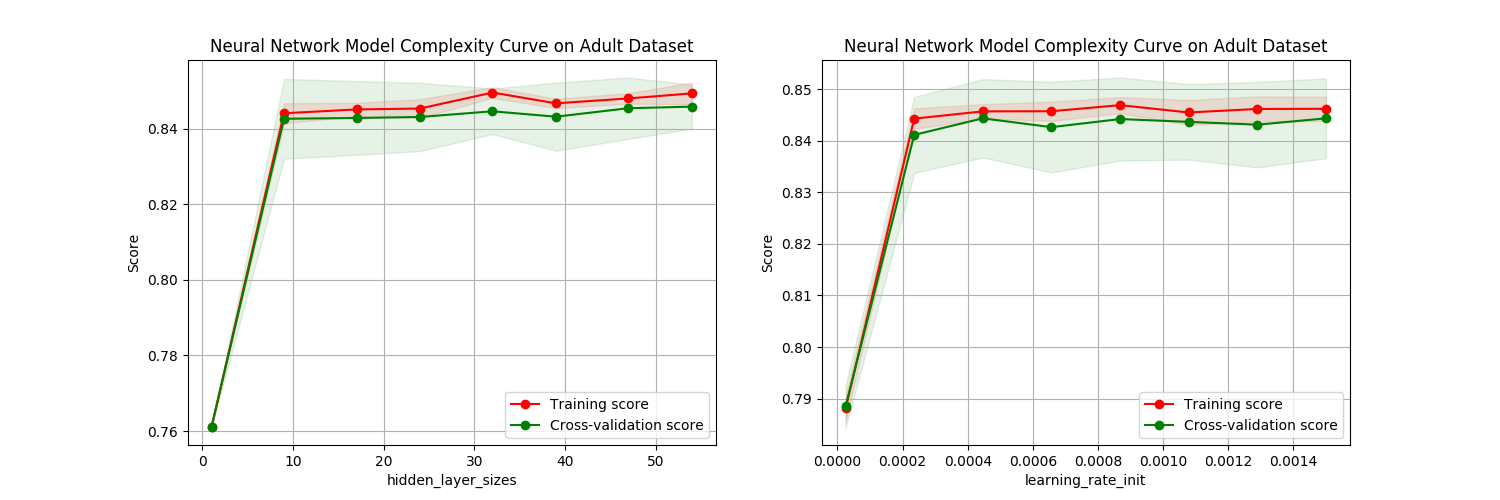 Neural Network Model Complexity Curve on Adult Dataset
Score
0.84
0.82
0.80
0.78
0.76
0 10 20 30 40 50
hidden_layer_sizes
Training score
Cross-validation score
Neural Network Model Complexity Curve on Adult Dataset
Score
0.85
0.84
0.83
0.82
0.81
0.80
0.79
0.0000 0.0002 0.0004 0.0006 0.0008 0.0010 0.0012 0.0014
learning_rate_init
Training score
Cross-validation score